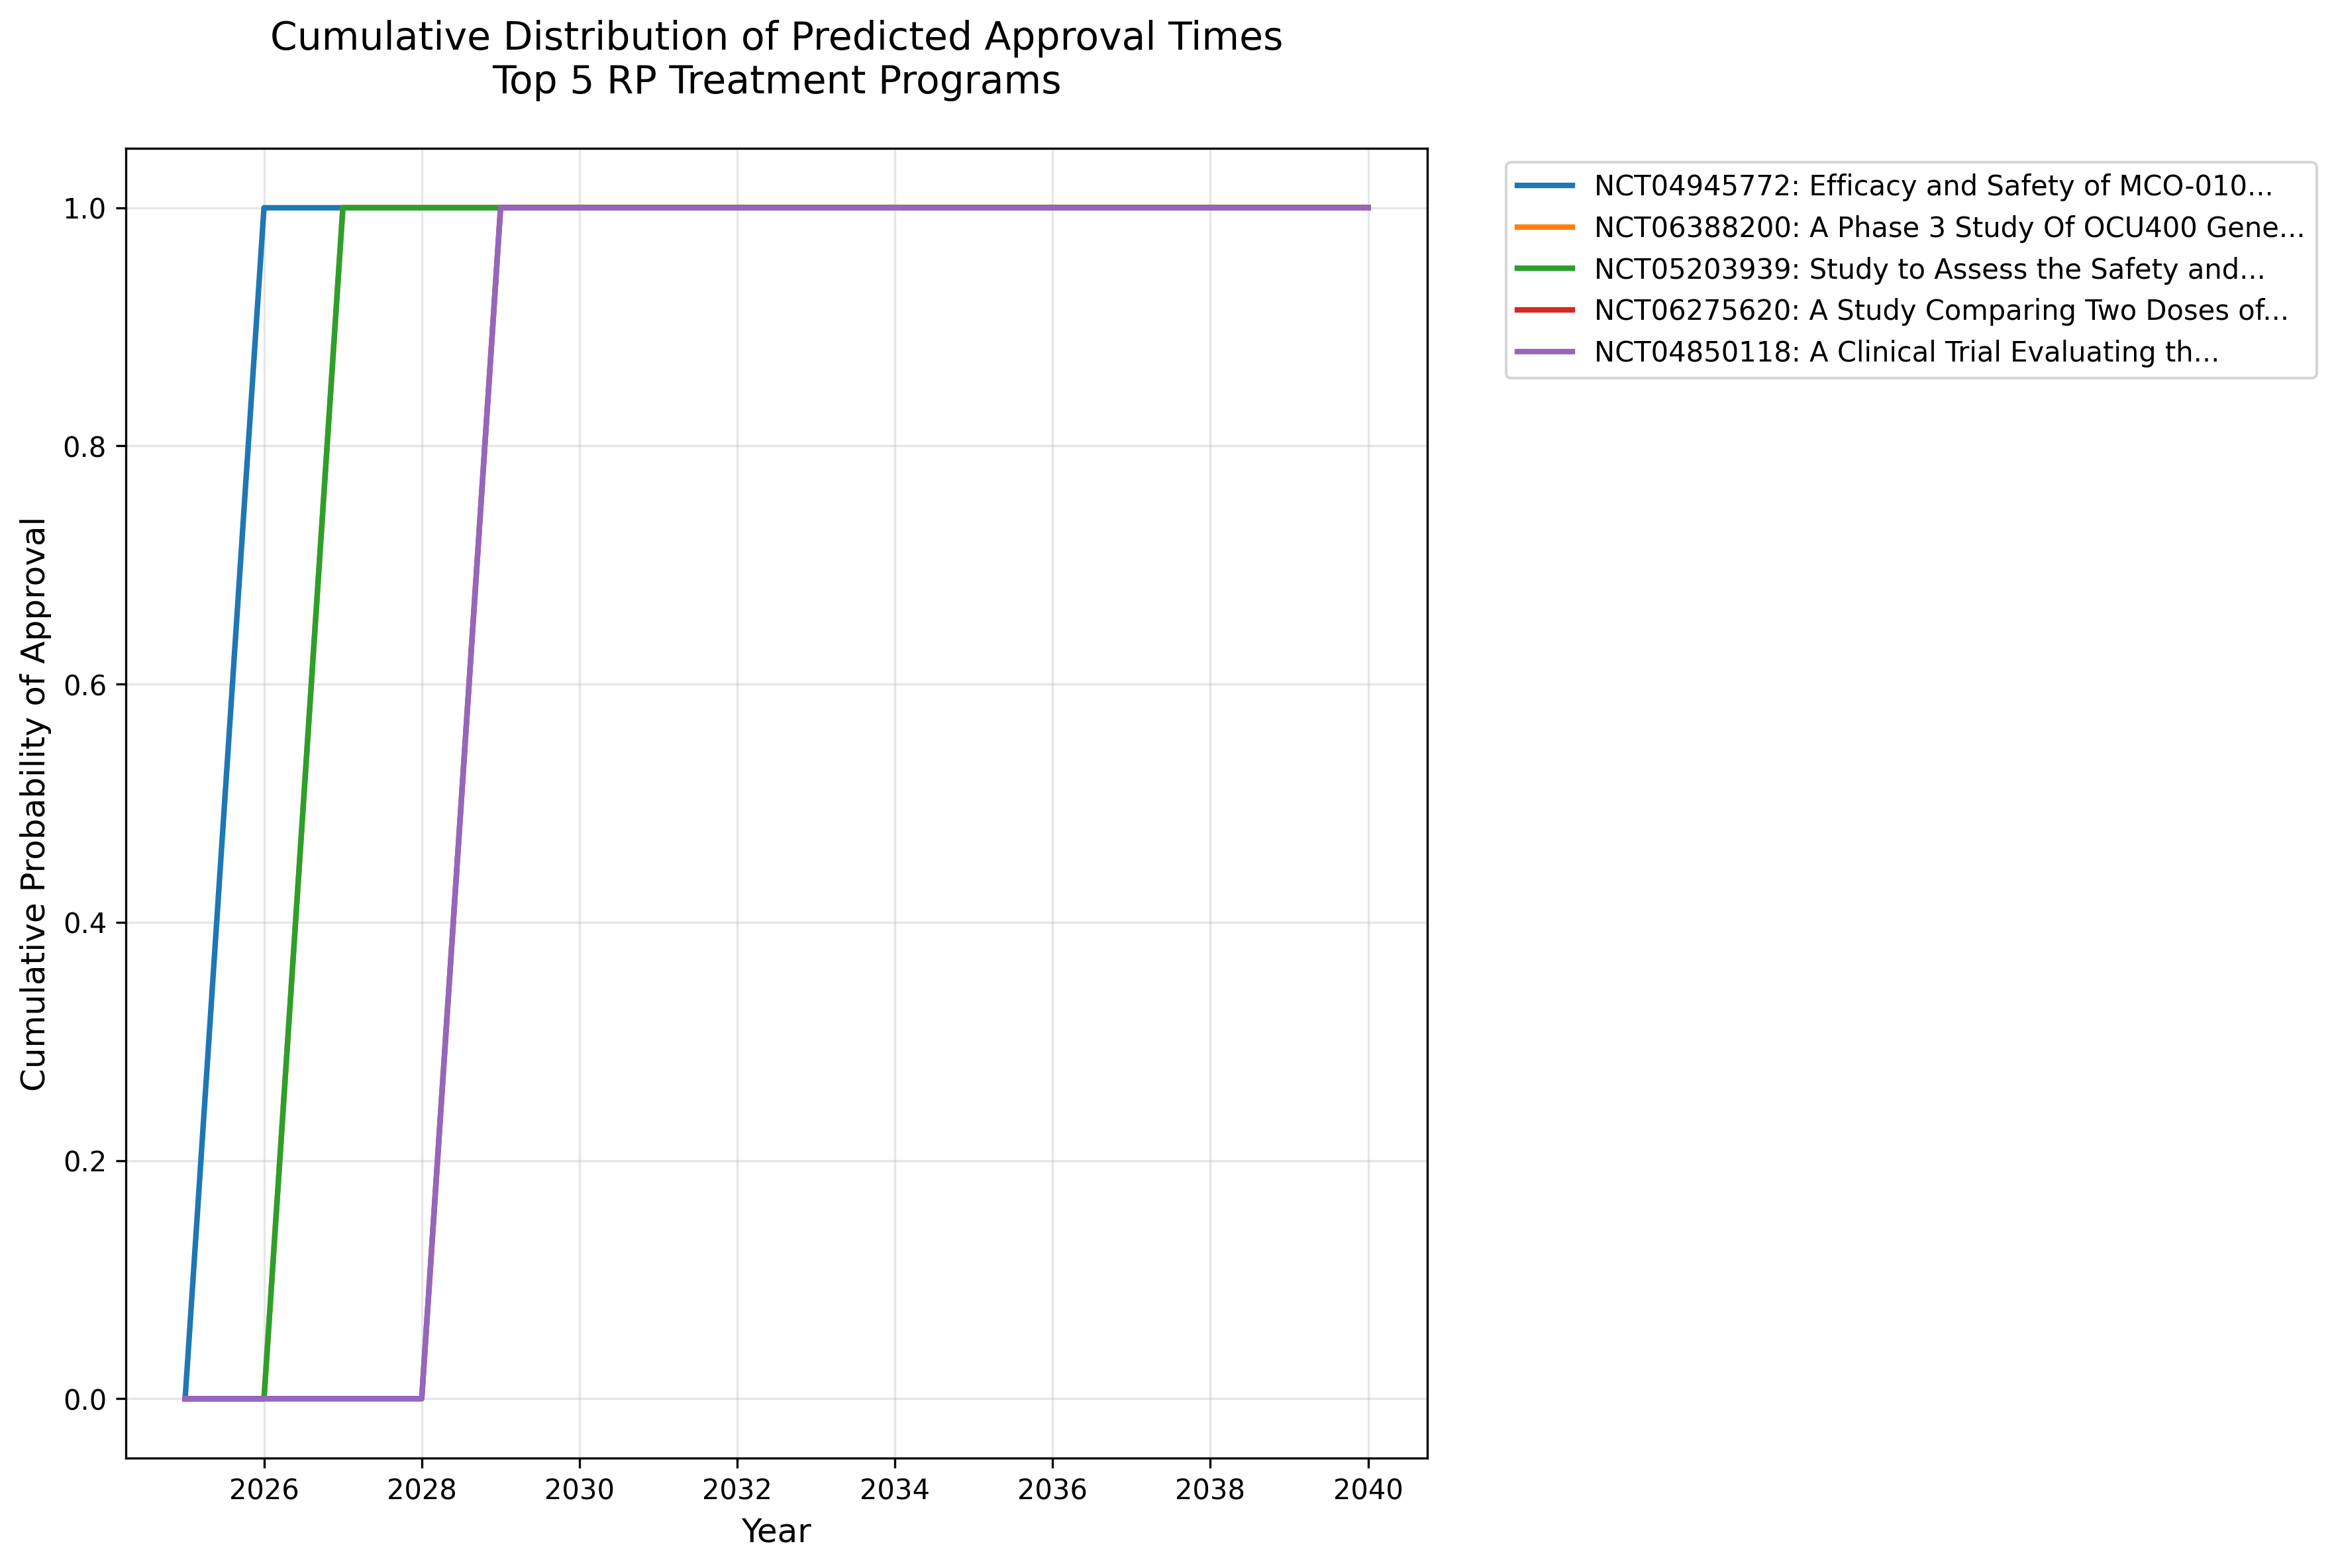 Cumulative Distribution of Predicted Approval Times
Top 5 RP Treatment Programs
Cumulative Probability of Approval
1.0
0.8
0.6
0.4
0.2
0.0
2026 2028 2030 2032 2034 2036 2038 2040
Year
NCT04945772: Efficacy and Safety of MCO-010...
NCT06388200: A Phase 3 Study Of OCU400 Gene...
NCT05203939: Study to Assess the Safety and...
NCT06275620: A Study Comparing Two Doses of...
NCT04850118: A Clinical Trial Evaluating th...